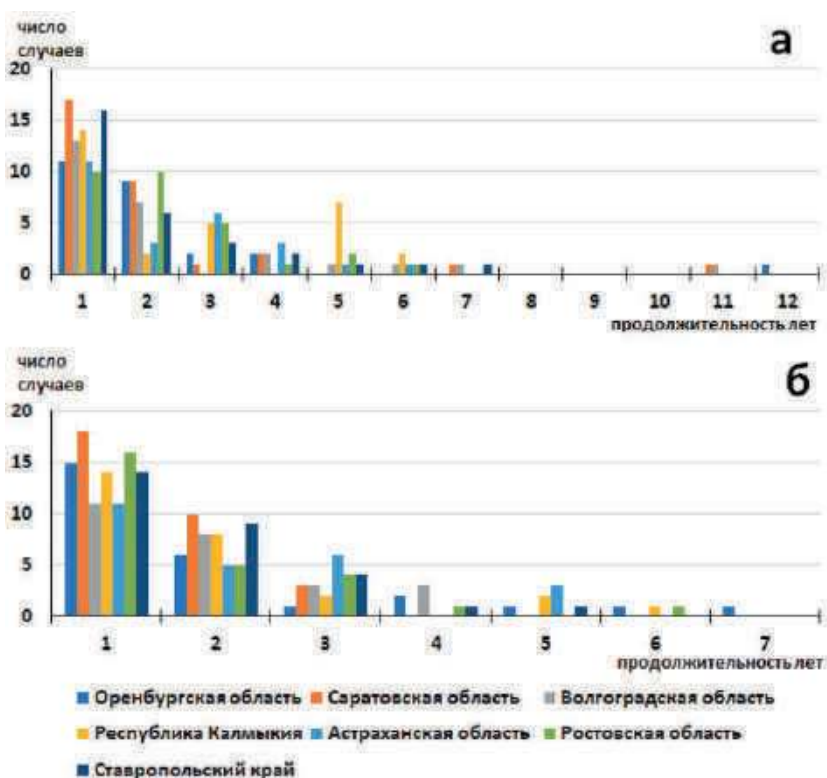 число
случаев
а
20
15
10
5
0
1 2 3 4 5 6 7 8 9 10 11 12
продолжительность лет
число
случаев
б
20
15
10
5
0
1 2 3 4 5 6 7
продолжительность лет
Оренбургская область Саратовская область Волгоградская область
Республика Калмыкия Астраханская область Ростовская область
Ставропольский край